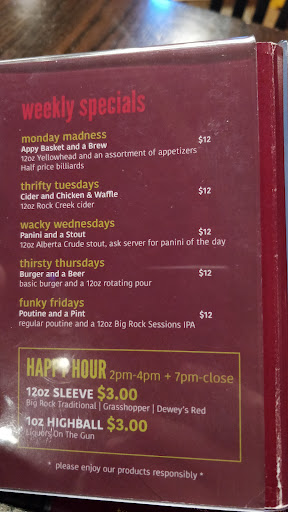 weekly specials
monday madness
Appy Basket and a Brew $12
12oz Yellowhead and an assortment of appetizers
Half price billiards
thrifty tuesdays
Cider and Chicken & Waffle $12
12oz Rock Creek cider
wacky wednesdays
Panini and a Stout $12
12oz Alberta Crude stout, ask server for panini of the day
thirsty thursdays
Burger and a Beer $12
basic burger and a 12oz rotating pour
funky fridays
Poutine and a Pint $12
regular poutine and a 12oz Big Rock Sessions IPA
HAPPY HOUR 2pm-4pm + 7pm-close
12oz SLEEVE $3.00
Big Rock Traditional | Grasshopper | Dewey's Red
1oz HIGHBALL $3.00
Liquors On The Gun
* please enjoy our products responsibly *